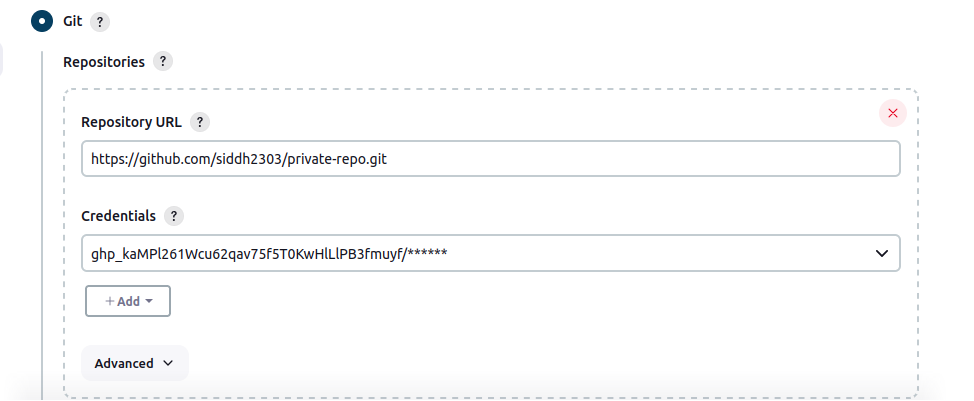 Git ?
Repositories ?
Repository URL ?
https://github.com/siddh2303/private-repo.git
Credentials ?
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/******
+ Add
Advanced